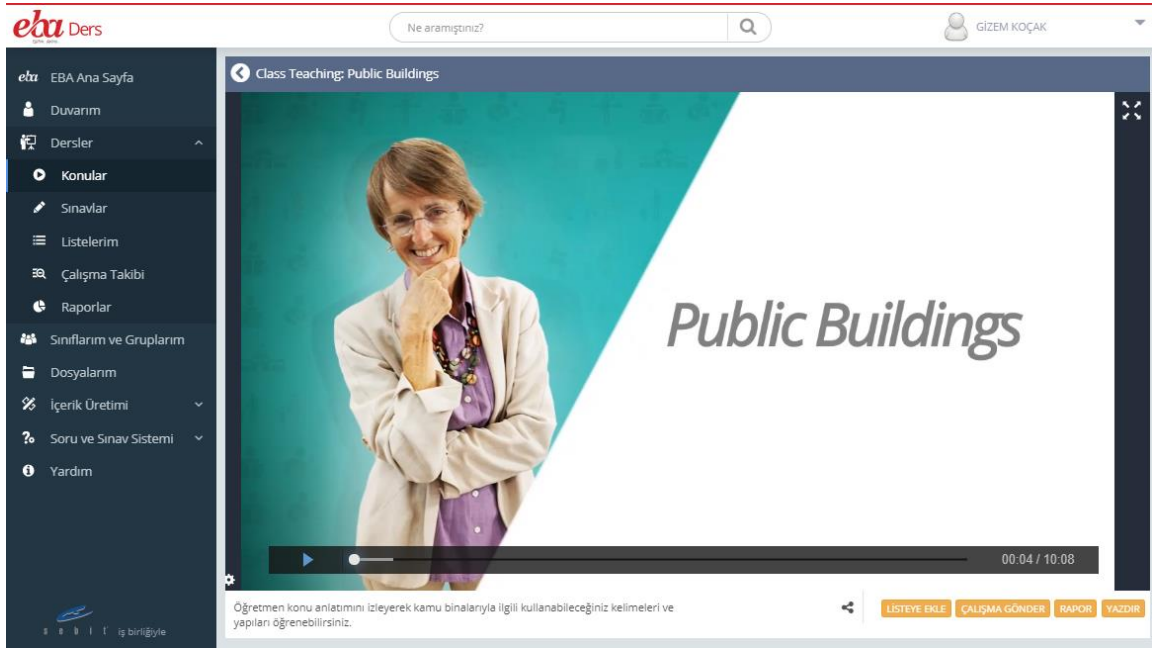 eba Ders
Ne aramıştınız?
GİZEM KOÇAK
eba EBA Ana Sayfa
Duvarım
Dersler
Konular
Sınavlar
Listelerim
Çalışma Takibi
Raporlar
Sınıflarım ve Gruplarım
Dosyalarım
İçerik Üretimi
Soru ve Sınav Sistemi
Yardım
sebit işbirliğiyle
Class Teaching: Public Buildings
Public Buildings
00:04 / 10:08
Öğretmen konu anlatımını izleyerek kamu binalarıyla ilgili kullanabileceğiniz kelimeleri ve
yapıları öğrenebilirsiniz.
LİSTEYE EKLE ÇALIŞMA GÖNDER RAPOR YAZDIR